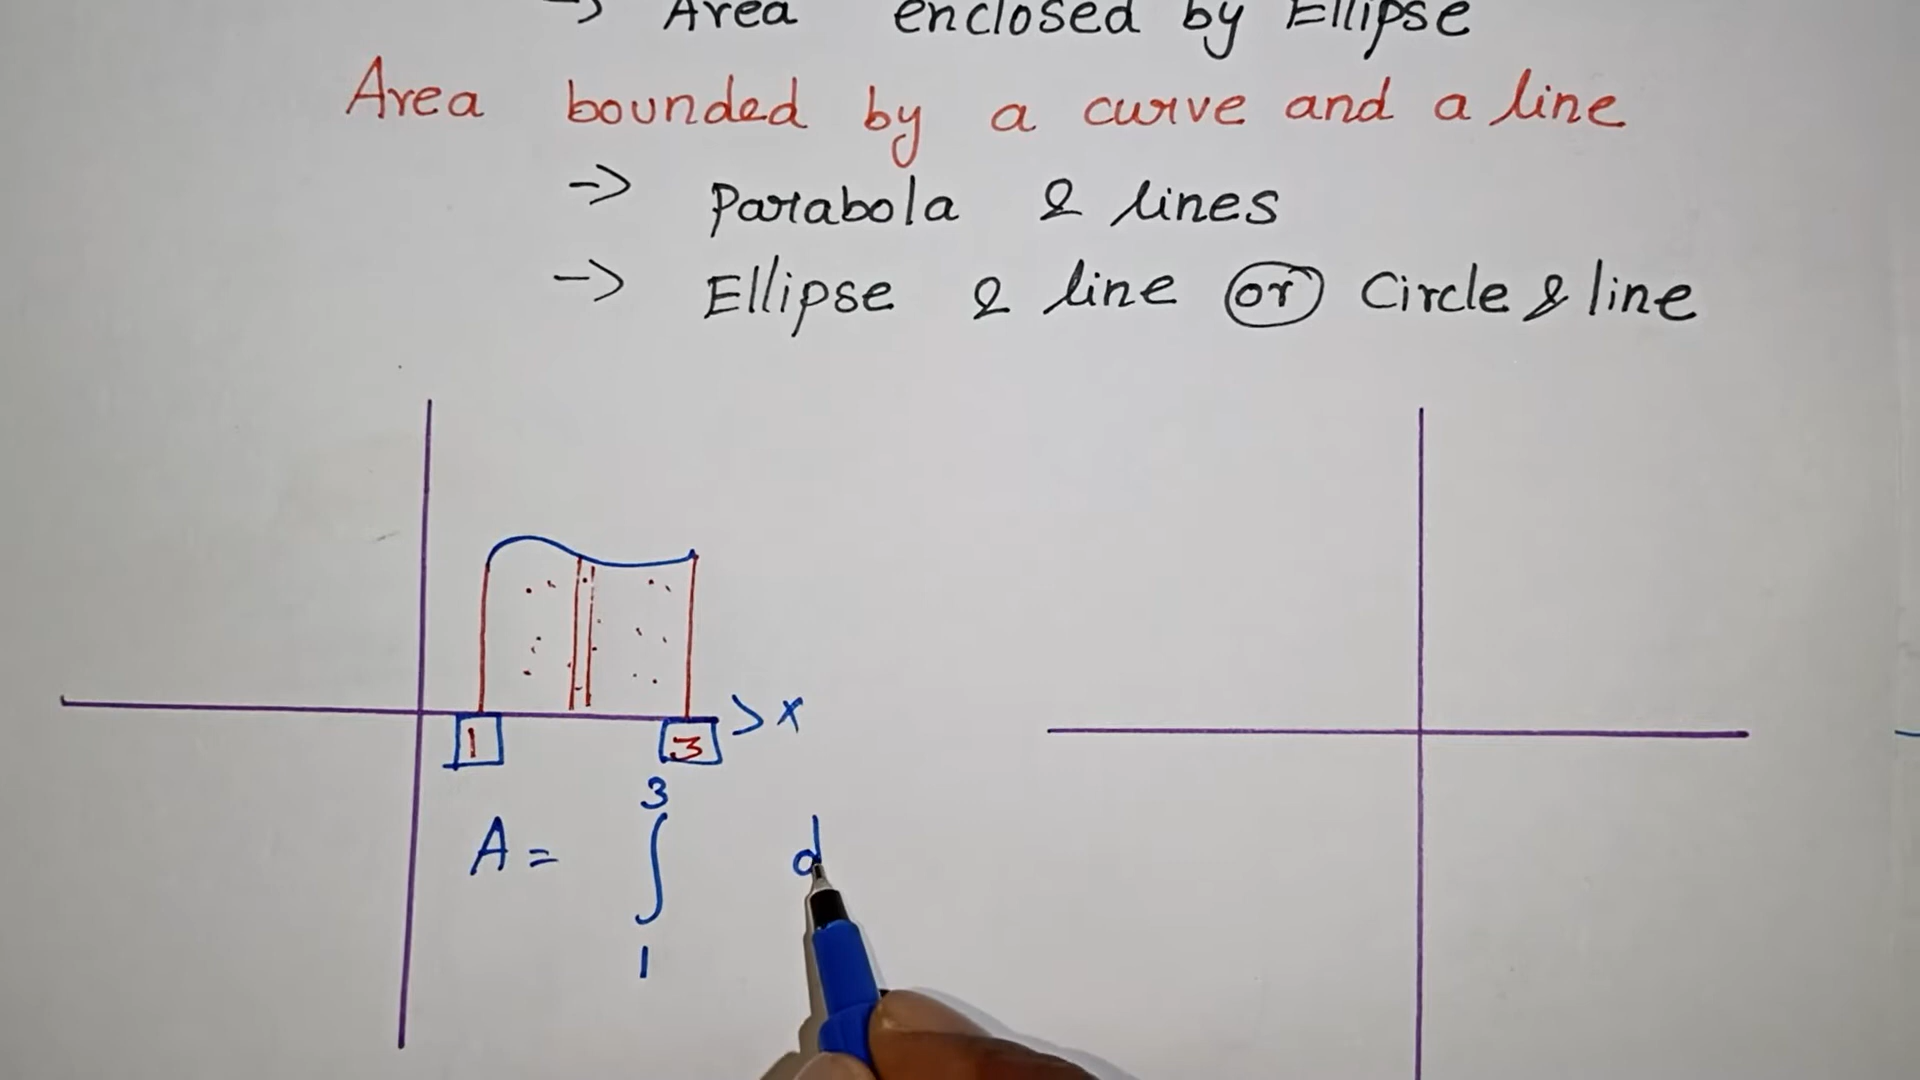 -> Area enclosed by Ellipse
Area bounded by a curve and a line
-> Parabola & lines
-> Ellipse & line or Circle & line
> x
1 3
3
A = ∫ d
1